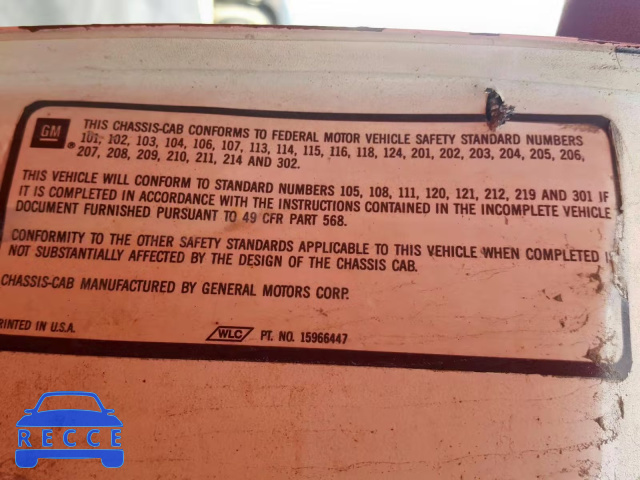 GM ®
THIS CHASSIS-CAB CONFORMS TO FEDERAL MOTOR VEHICLE SAFETY STANDARD NUMBERS
101, 102, 103, 104, 106, 107, 113, 114, 115, 116, 118, 124, 201, 202, 203, 204, 205, 206,
207, 208, 209, 210, 211, 214 AND 302.
THIS VEHICLE WILL CONFORM TO STANDARD NUMBERS 105, 108, 111, 120, 121, 212, 219 AND 301 IF
IT IS COMPLETED IN ACCORDANCE WITH THE INSTRUCTIONS CONTAINED IN THE INCOMPLETE VEHICLE
DOCUMENT FURNISHED PURSUANT TO 49 CFR PART 568.
CONFORMITY TO THE OTHER SAFETY STANDARDS APPLICABLE TO THIS VEHICLE WHEN COMPLETED
NOT SUBSTANTIALLY AFFECTED BY THE DESIGN OF THE CHASSIS CAB.
CHASSIS-CAB MANUFACTURED BY GENERAL MOTORS CORP.
PRINTED IN U.S.A. WLC PT. NO. 15966447
RECCE